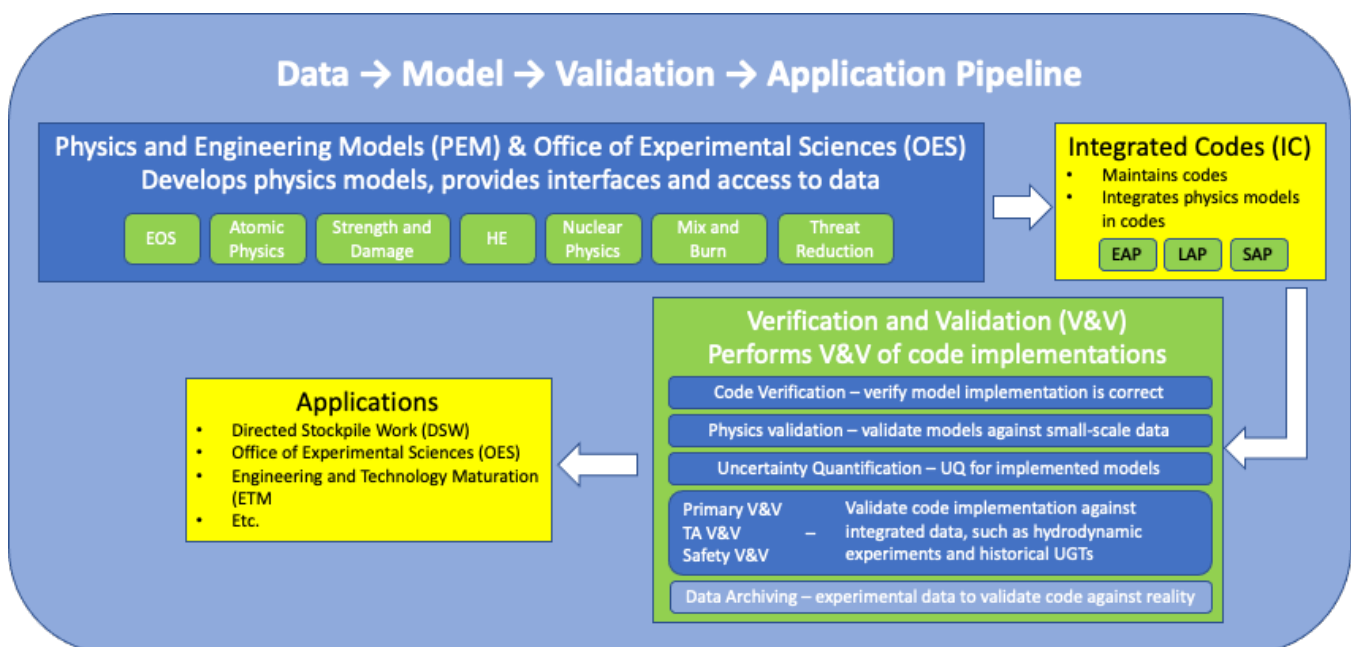 Data → Model → Validation → Application Pipeline
Physics and Engineering Models (PEM) & Office of Experimental Sciences (OES)
Develops physics models, provides interfaces and access to data
EOS
Atomic
Physics
Strength and
Damage
HE
Nuclear
Physics
Mix and
Burn
Threat
Reduction
Integrated Codes (IC)
• Maintains codes
• Integrates physics models
in codes
EAP
LAP
SAP
Verification and Validation (V&V)
Performs V&V of code implementations
Code Verification – verify model implementation is correct
Physics validation – validate models against small-scale data
Uncertainty Quantification – UQ for implemented models
Primary V&V
TA V&V –
Safety V&V
Validate code implementation against
integrated data, such as hydrodynamic
experiments and historical UGTs
Data Archiving – experimental data to validate code against reality
Applications
• Directed Stockpile Work (DSW)
• Office of Experimental Sciences (OES)
• Engineering and Technology Maturation
(ETM
• Etc.